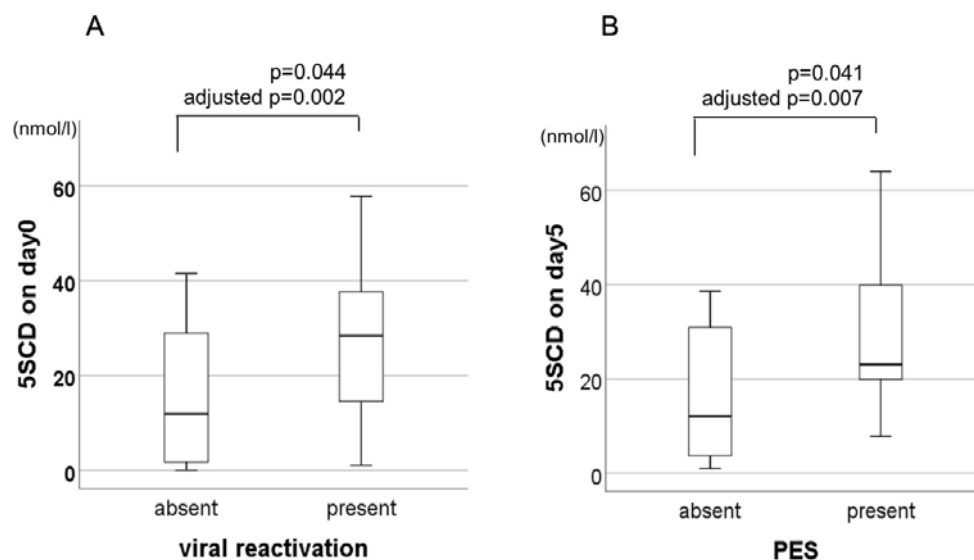 A
p=0.044
adjusted p=0.002
(nmol/l)
5SCD on day0
60
40
20
0
absent present
viral reactivation
B
p=0.041
adjusted p=0.007
(nmol/l)
5SCD on day5
60
40
20
0
absent present
PES